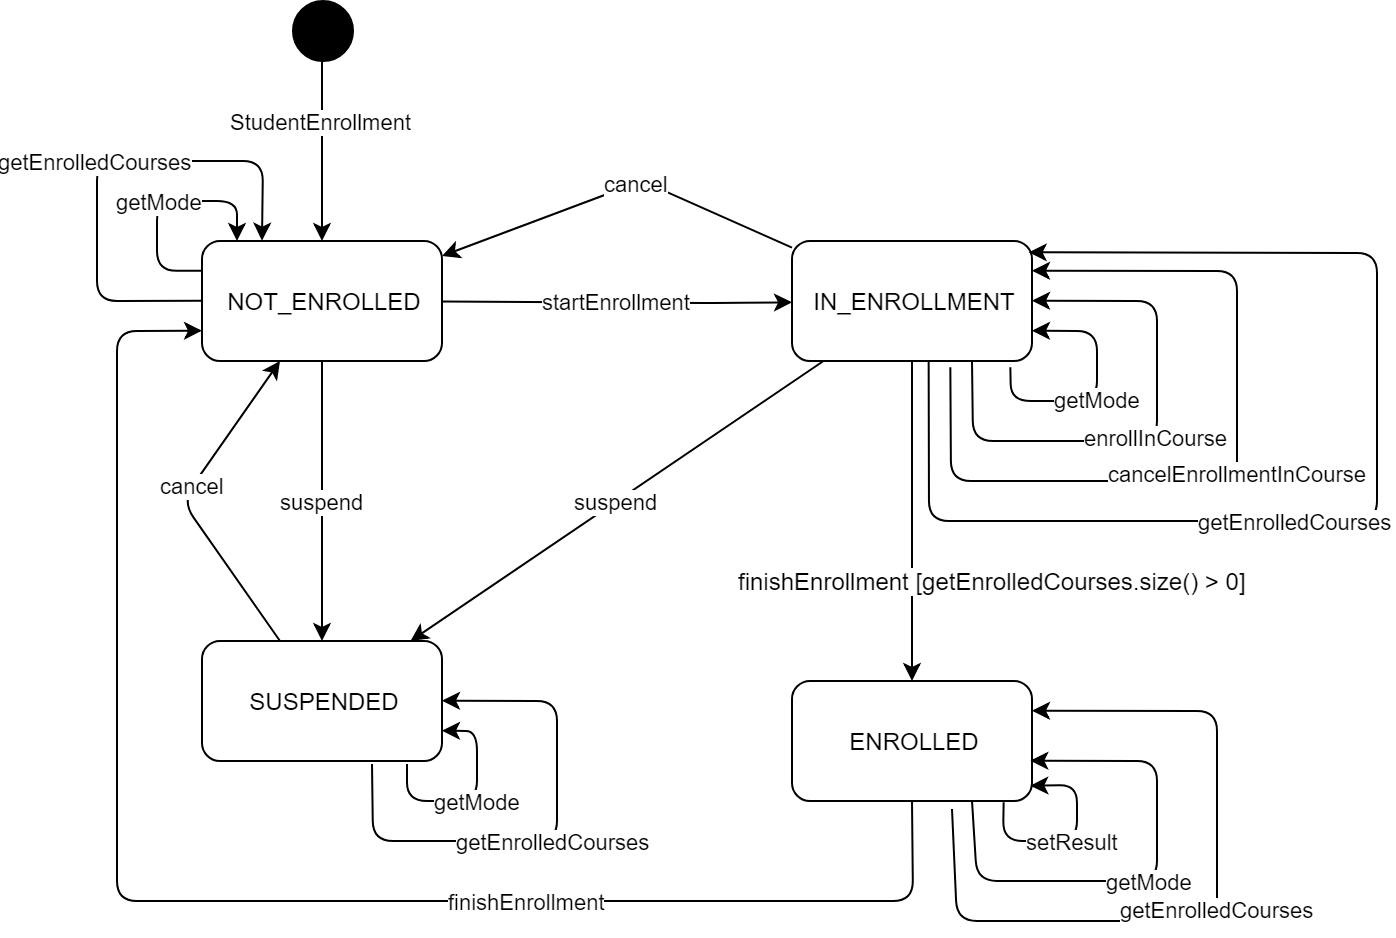 StudentEnrollment
getEnrolledCourses
getMode
cancel
NOT_ENROLLED
startEnrollment
IN_ENROLLMENT
getMode
enrollInCourse
cancelEnrollmentInCourse
getEnrolledCourses
cancel
suspend
suspend
finishEnrollment [getEnrolledCourses.size() > 0]
SUSPENDED
ENROLLED
getMode
getEnrolledCourses
setResult
getMode
getEnrolledCourses
finishEnrollment